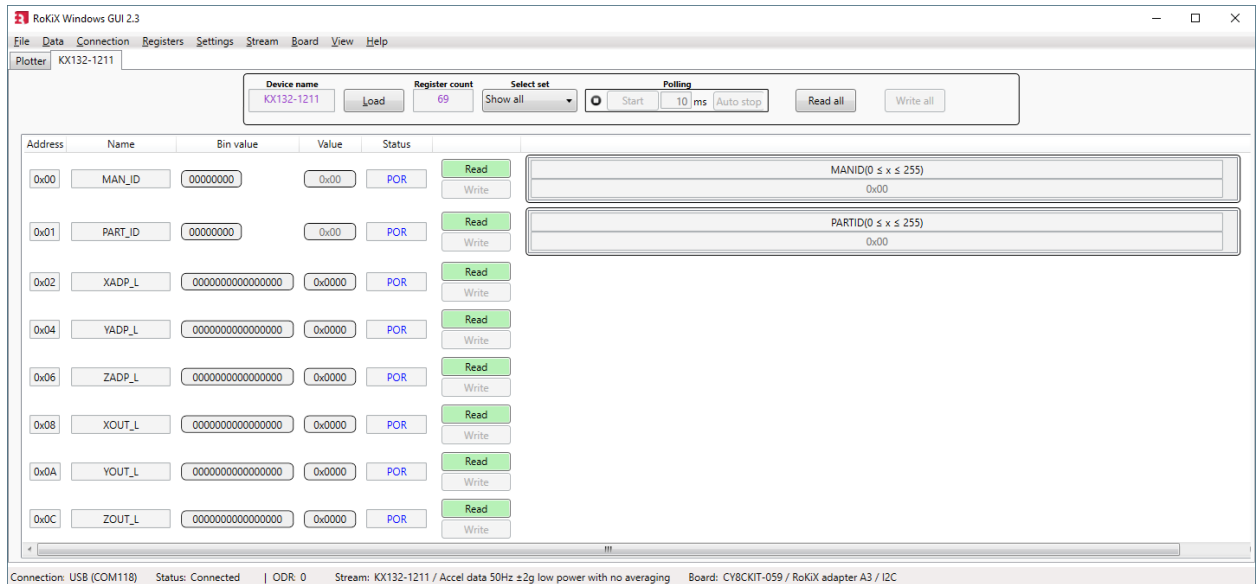 RoKiX Windows GUI 2.3
File Data Connection Registers Settings Stream Board View Help
Plotter KX132-1211
Device name Register count Select set Polling
KX132-1211 Load 69 Show all Start 10 ms Auto stop Read all Write all
Address Name Bin value Value Status
0x00 MAN_ID 00000000 0x00 POR Read Write MANID(0 ≤ x ≤ 255)
0x00
0x01 PART_ID 00000000 0x00 POR Read Write PARTID(0 ≤ x ≤ 255)
0x00
0x02 XADP_L 0000000000000000 0x0000 POR Read Write
0x04 YADP_L 0000000000000000 0x0000 POR Read Write
0x06 ZADP_L 0000000000000000 0x0000 POR Read Write
0x08 XOUT_L 0000000000000000 0x0000 POR Read Write
0x0A YOUT_L 0000000000000000 0x0000 POR Read Write
0x0C ZOUT_L 0000000000000000 0x0000 POR Read Write
Connection: USB (COM118) Status: Connected | ODR: 0 Stream: KX132-1211 / Accel data 50Hz ±2g low power with no averaging Board: CY8CKIT-059 / RoKiX adapter A3 / I2C